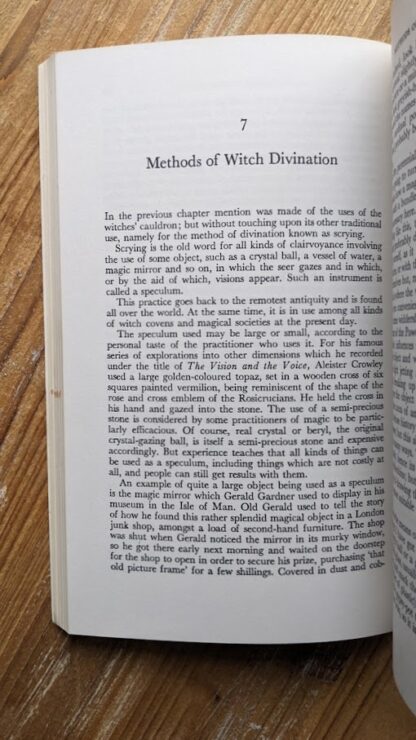 7
Methods of Witch Divination
In the previous chapter mention was made of the uses of the
witches' cauldron; but without touching upon its other traditional
use, namely for the method of divination known as scrying.
Scrying is the old word for all kinds of clairvoyance involving
the use of some object, such as a crystal ball, a vessel of water, a
magic mirror and so on, in which the seer gazes and in which,
or by the aid of which, visions appear. Such an instrument is
called a speculum.
This practice goes back to the remotest antiquity and is found
all over the world. At the same time, it is in use among all kinds
of witch covens and magical societies at the present day.
The speculum used may be large or small, according to the
personal taste of the practitioner who uses it. For his famous
series of explorations into other dimensions which he recorded
under the title of The Vision and the Voice, Aleister Crowley
used a large golden-coloured topaz, set in a wooden cross of six
squares painted vermilion, being reminiscent of the shape of the
rose and cross emblem of the Rosicrucians. He held the cross in
his hand and gazed into the stone. The use of a semi-precious
stone is considered by some practitioners of magic to be partic-
larly efficacious. Of course, real crystal or beryl, the original
crystal-gazing ball, is itself a semi-precious stone and expensive
accordingly. But experience teaches that all kinds of things can
be used as a speculum, including things which are not costly at
all, and people can still get results with them.
An example of quite a large object being used as a speculum
is the magic mirror which Gerald Gardner used to display in his
museum in the Isle of Man. Old Gerald used to tell the story
of how he found this rather splendid magical object in a London
junk shop, amongst a load of second-hand furniture. The shop
was shut when Gerald noticed the mirror in its murky window,
so he got there early next morning and waited on the doorstep
for the shop to open in order to secure his prize, purchasing 'that
old picture frame' for a few shillings. Covered in dust and cob-